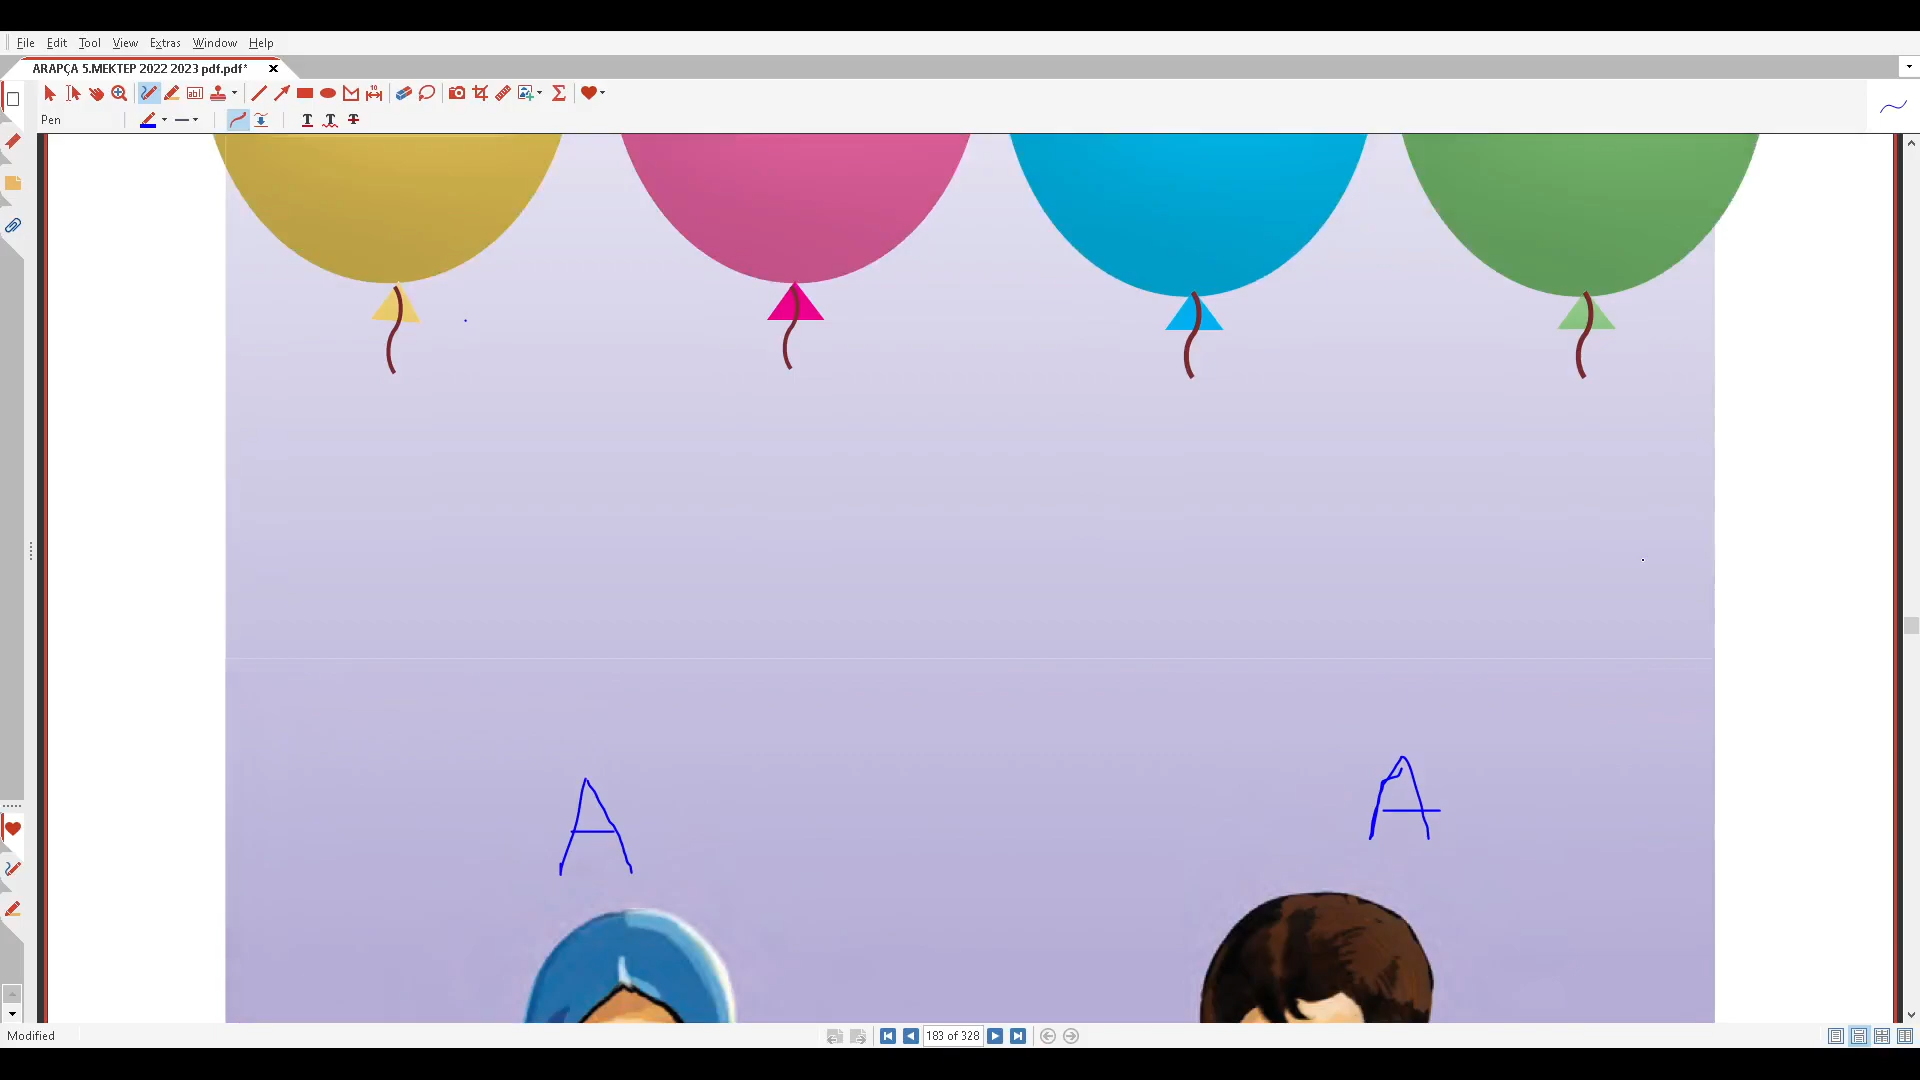 File Edit Tool View Extras Window Help
ARAPÇA 5.MEKTEP 2022 2023 pdf.pdf*
Pen
A
A
Modified
183 of 328